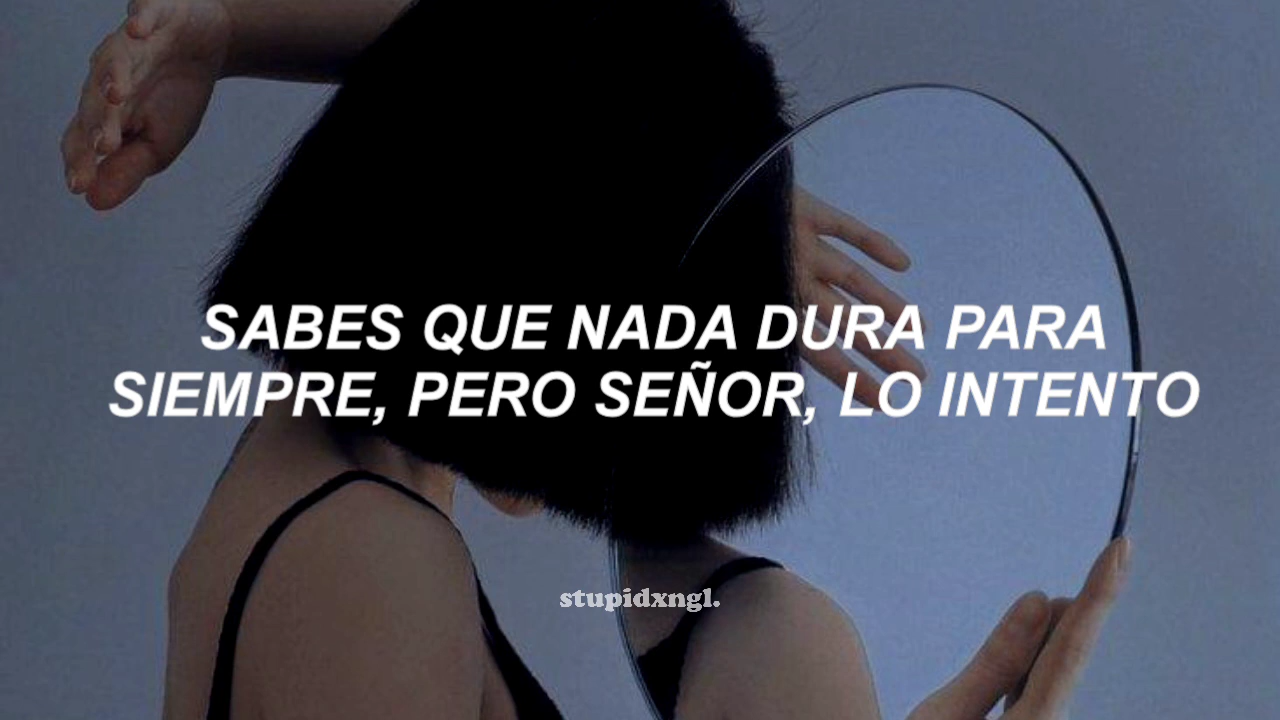 SABES QUE NADA DURA PARA
SIEMPRE, PERO SEÑOR, LO INTENTO
stupidxngl.